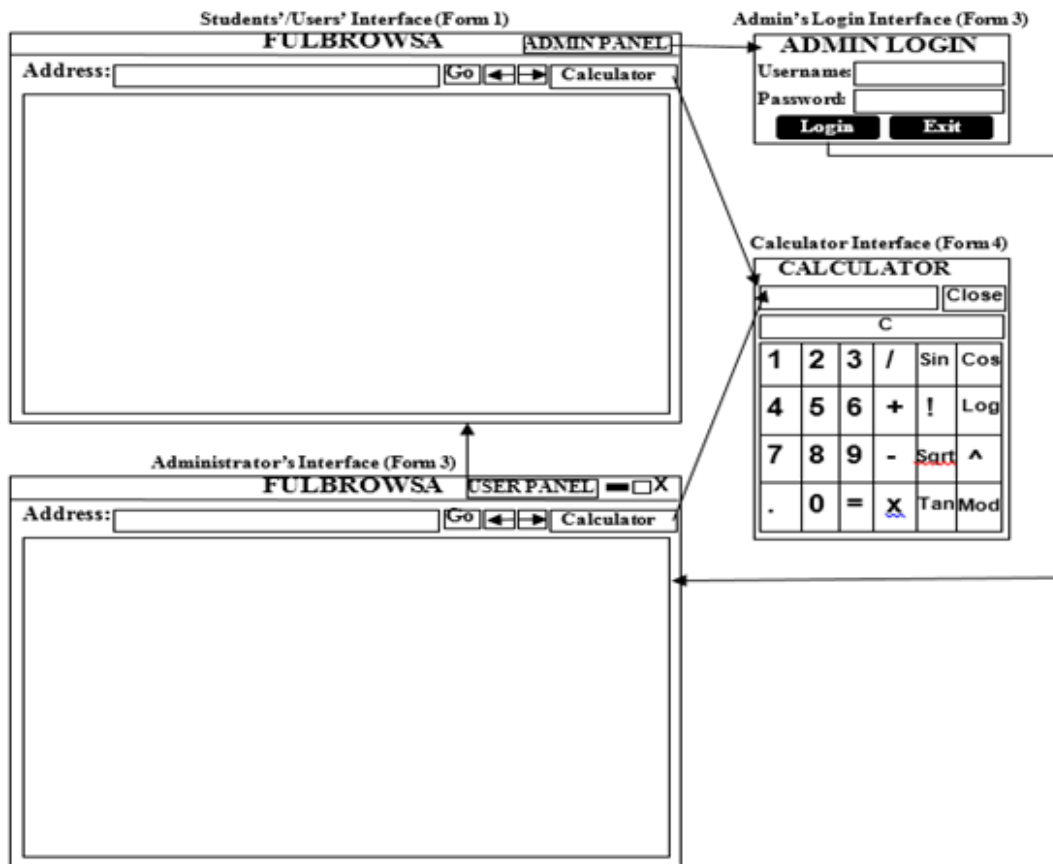 Students’/Users’ Interface (Form 1)
FULBROWSA
ADMIN PANEL
Address:
Go
Calculator
Admin’s Login Interface (Form 3)
ADMIN LOGIN
Username:
Password:
Login Exit
Calculator Interface (Form 4)
CALCULATOR
Close
C
1 2 3 / Sin Cos
4 5 6 + ! Log
7 8 9 - Sqrt ^
. 0 = x Tan Mod
Administrator’s Interface (Form 3)
FULBROWSA
USER PANEL
X
Address:
Go
Calculator